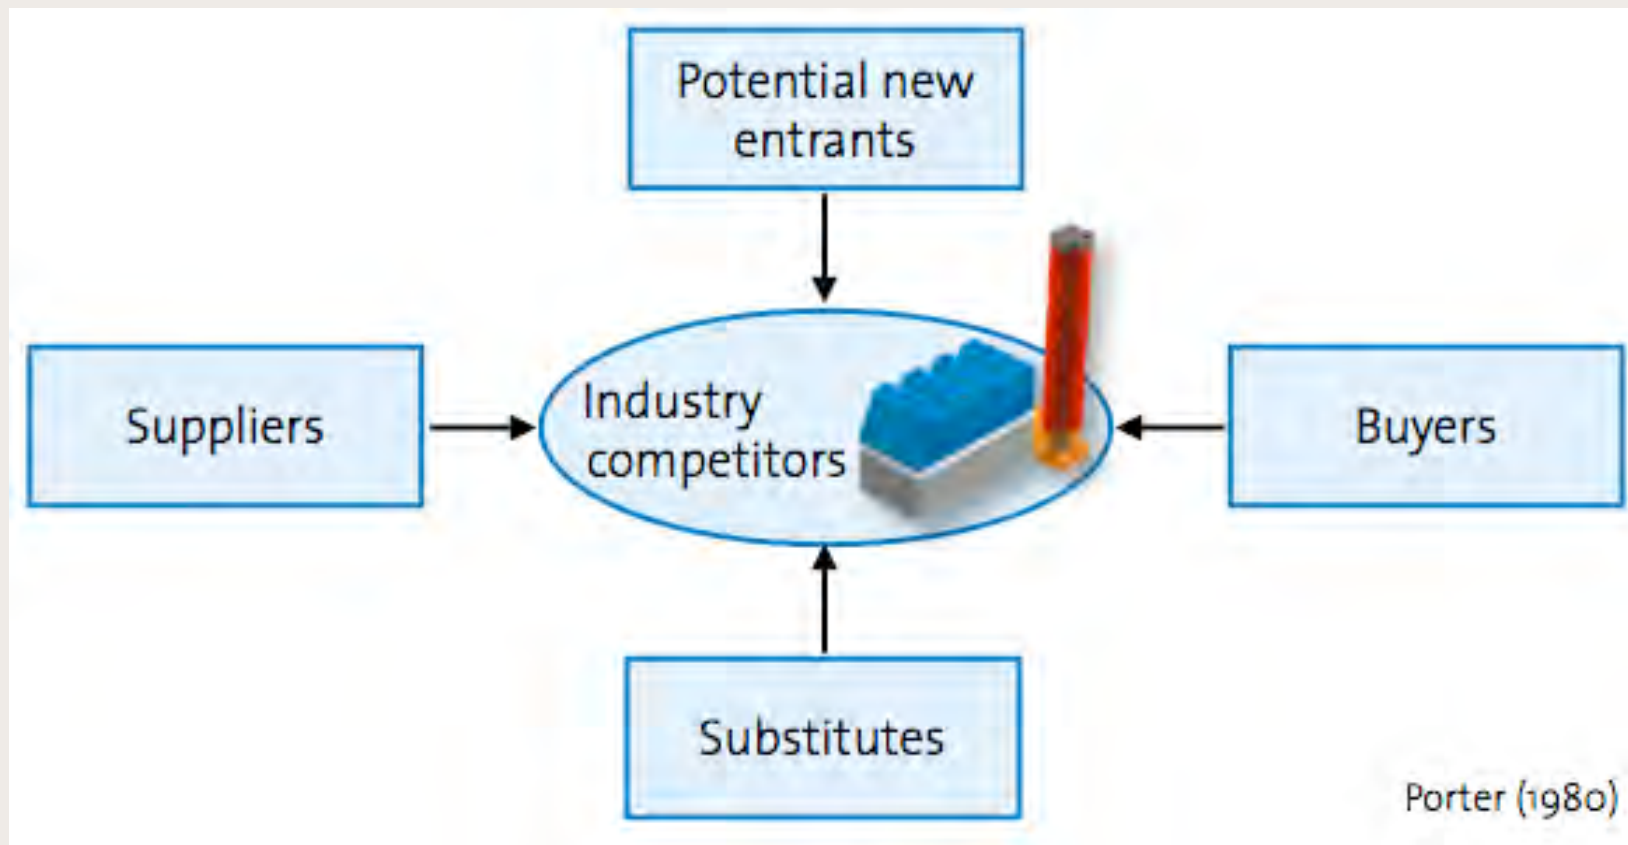 Potential new
entrants
Suppliers
Industry
competitors
Buyers
Substitutes
Porter (1980)